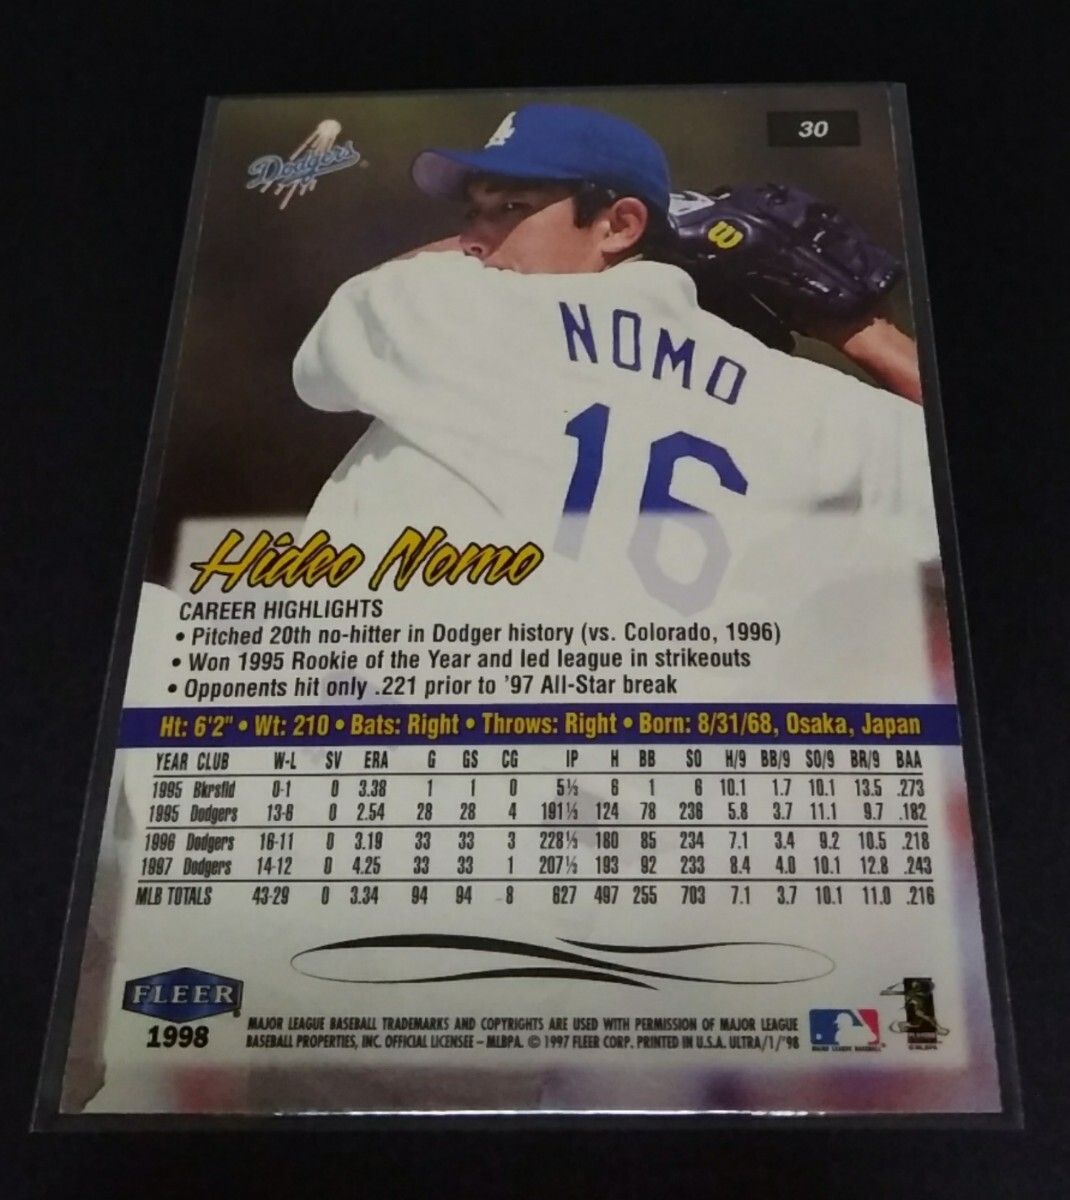 30
Dodgers
LA
W
NOMO
16
Hideo Nomo
CAREER HIGHLIGHTS
• Pitched 20th no-hitter in Dodger history (vs. Colorado, 1996)
• Won 1995 Rookie of the Year and led league in strikeouts
• Opponents hit only .221 prior to '97 All-Star break
Ht: 6'2" • Wt: 210 • Bats: Right • Throws: Right • Born: 8/31/68, Osaka, Japan
YEAR CLUB W-L SV ERA G GS CG IP H BB SO H/9 BB/9 SO/9 BR/9 BAA
1995 Bkrsfld 0-1 0 3.38 1 1 0 5⅓ 6 1 6 10.1 1.7 10.1 13.5 .273
1995 Dodgers 13-6 0 2.54 28 28 4 191⅓ 124 78 236 5.8 3.7 11.1 9.7 .182
1996 Dodgers 16-11 0 3.19 33 33 3 228⅓ 180 85 234 7.1 3.4 9.2 10.5 .218
1997 Dodgers 14-12 0 4.25 33 33 1 207⅓ 193 92 233 8.4 4.0 10.1 12.8 .243
MLB TOTALS 43-29 0 3.34 94 94 8 627 497 255 703 7.1 3.7 10.1 11.0 .216
FLEER
1998
MAJOR LEAGUE BASEBALL TRADEMARKS AND COPYRIGHTS ARE USED WITH PERMISSION OF MAJOR LEAGUE
BASEBALL PROPERTIES, INC. OFFICIAL LICENSEE – MLBPA. © 1997 FLEER CORP. PRINTED IN U.S.A. ULTRA/1/'98
MAJOR LEAGUE BASEBALL
©MLBPA